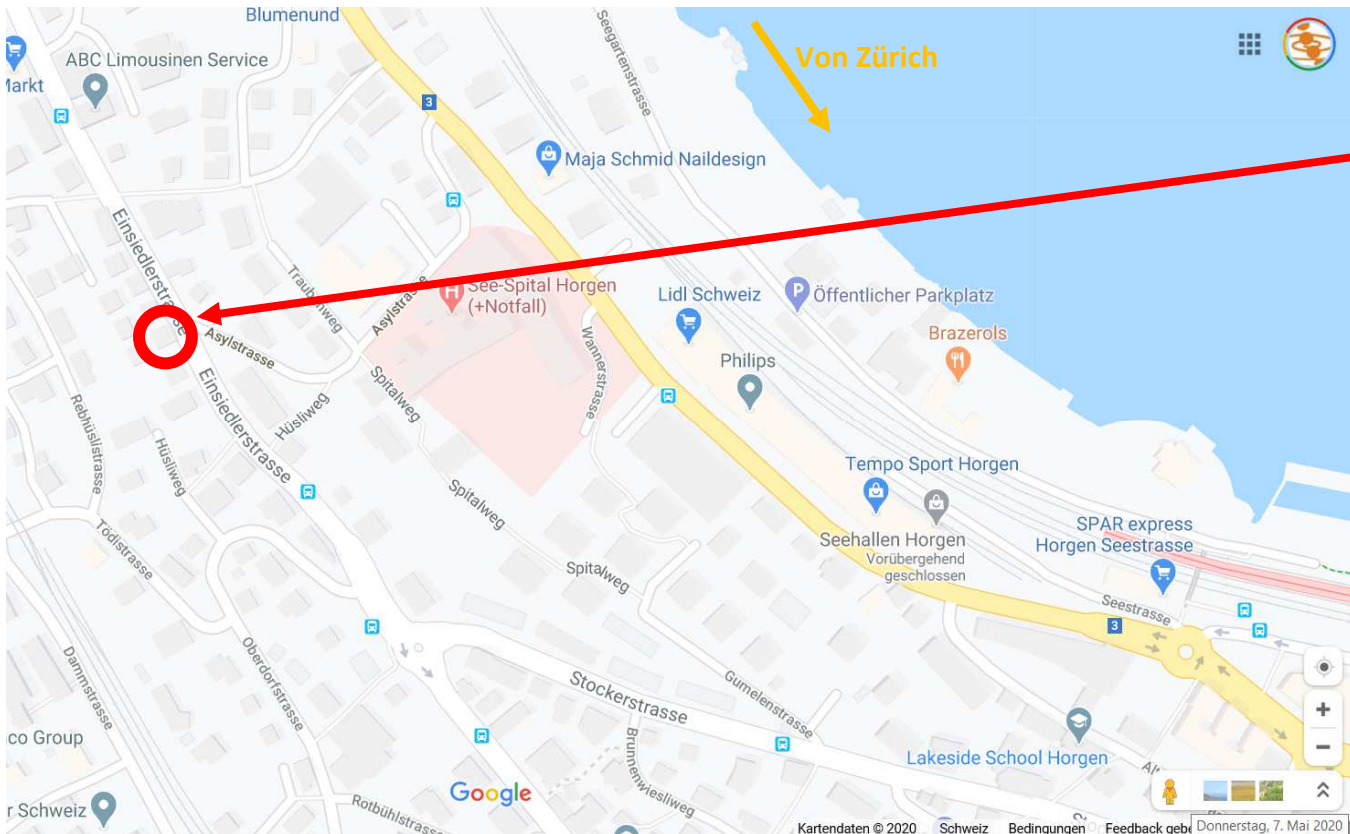 Blumenund
Seegartenstrasse
ABC Limousinen Service
Von Zürich
Markt
3
Maja Schmid Naildesign
Einsiedlerstrasse
Traubenweg
Asylstrasse
H
See-Spital Horgen
(+Notfall)
Lidl Schweiz
P
Öffentlicher Parkplatz
Brazerols
Asylstrasse
Wannerstrasse
Philips
Spitalweg
Einsiedlerstrasse
Hüsliweg
Rebhüslistrasse
Hüsliweg
Tempo Sport Horgen
Spitalweg
Seehallen Horgen
Vorübergehend
geschlossen
SPAR express
Horgen Seestrasse
Tödistrasse
Spitalweg
Seestrasse
3
Dammstrasse
Oberdorfstrasse
Stockerstrasse
Gumelenstrasse
co Group
Brunnenwiesliweg
Lakeside School Horgen
Google
r Schweiz
Rotbühlstrasse
Kartendaten © 2020 Schweiz Bedingungen Feedback geb
Donnerstag, 7. Mai 2020